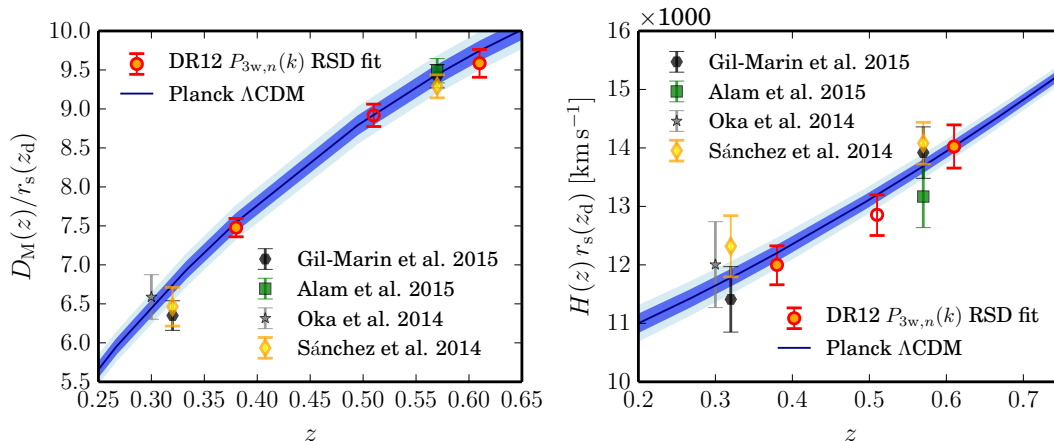 10.0
9.5
9.0
8.5
8.0
7.5
7.0
6.5
6.0
5.5
0.25 0.30 0.35 0.40 0.45 0.50 0.55 0.60 0.65
z
D_M(z)/r_s(z_d)
DR12 P_{3w,n}(k) RSD fit
Planck ΛCDM
Gil-Marin et al. 2015
Alam et al. 2015
Oka et al. 2014
Sánchez et al. 2014
×1000
16
15
14
13
12
11
10
0.2 0.3 0.4 0.5 0.6 0.7
z
H(z) r_s(z_d) [km s^{−1}]
Gil-Marin et al. 2015
Alam et al. 2015
Oka et al. 2014
Sánchez et al. 2014
DR12 P_{3w,n}(k) RSD fit
Planck ΛCDM